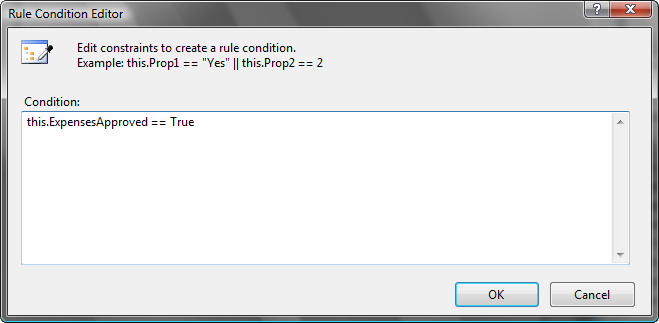 Rule Condition Editor
Edit constraints to create a rule condition.
Example: this.Prop1 == "Yes" || this.Prop2 == 2
Condition:
this.ExpensesApproved == True
OK Cancel